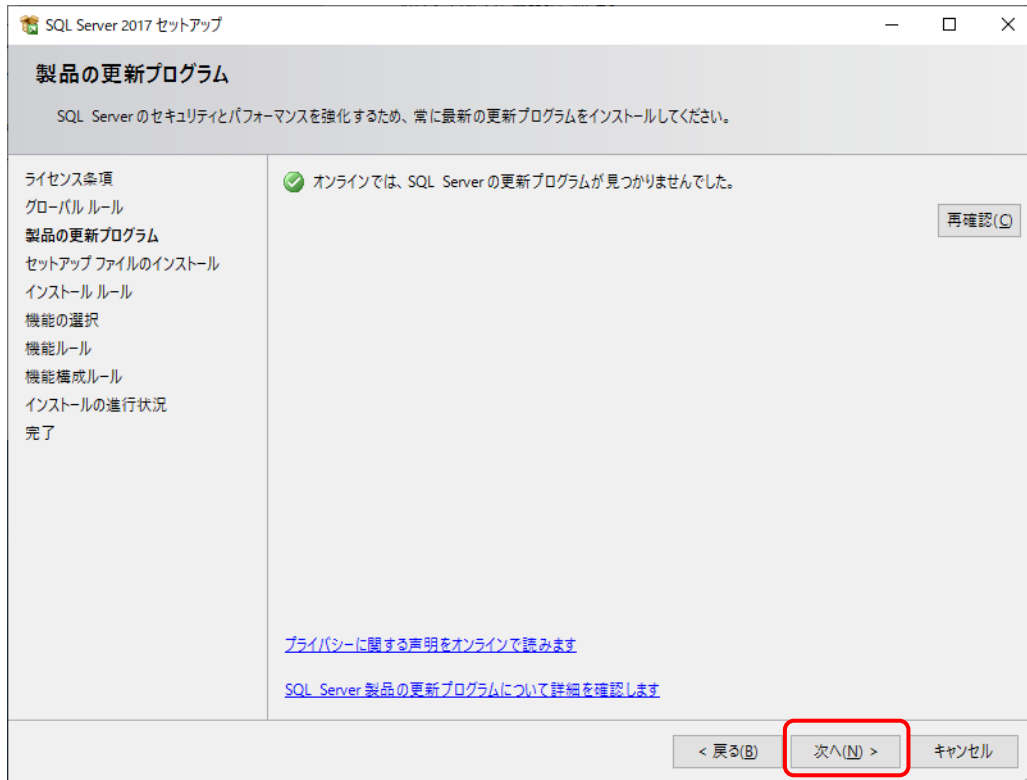 SQL Server 2017 セットアップ
製品の更新プログラム
SQL Server のセキュリティとパフォーマンスを強化するため、常に最新の更新プログラムをインストールしてください。
ライセンス条項
グローバル ルール
製品の更新プログラム
セットアップ ファイルのインストール
インストール ルール
機能の選択
機能ルール
機能構成ルール
インストールの進行状況
完了
オンラインでは、SQL Server の更新プログラムが見つかりませんでした。
再確認(C)
プライバシーに関する声明をオンラインで読みます
SQL Server 製品の更新プログラムについて詳細を確認します
< 戻る(B)
次へ(N) >
キャンセル